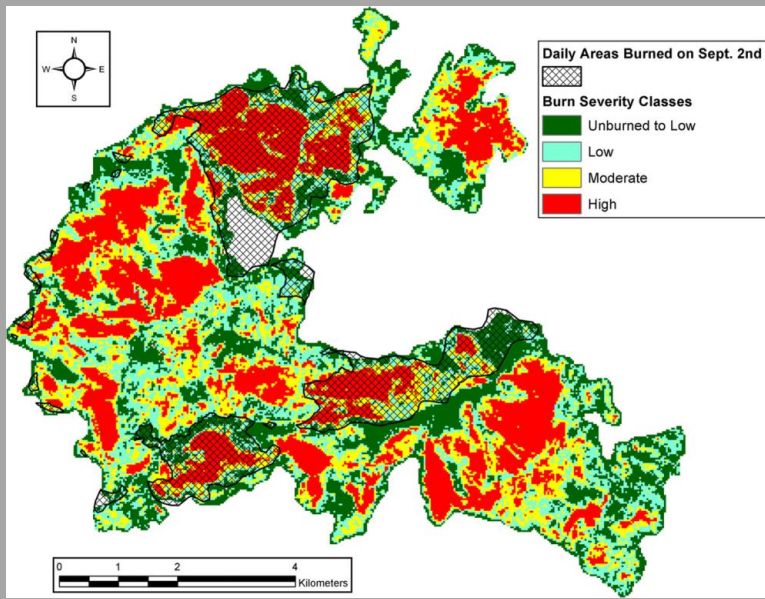 N
W E
S
Daily Areas Burned on Sept. 2nd
Burn Severity Classes
Unburned to Low
Low
Moderate
High
0 1 2 4
Kilometers